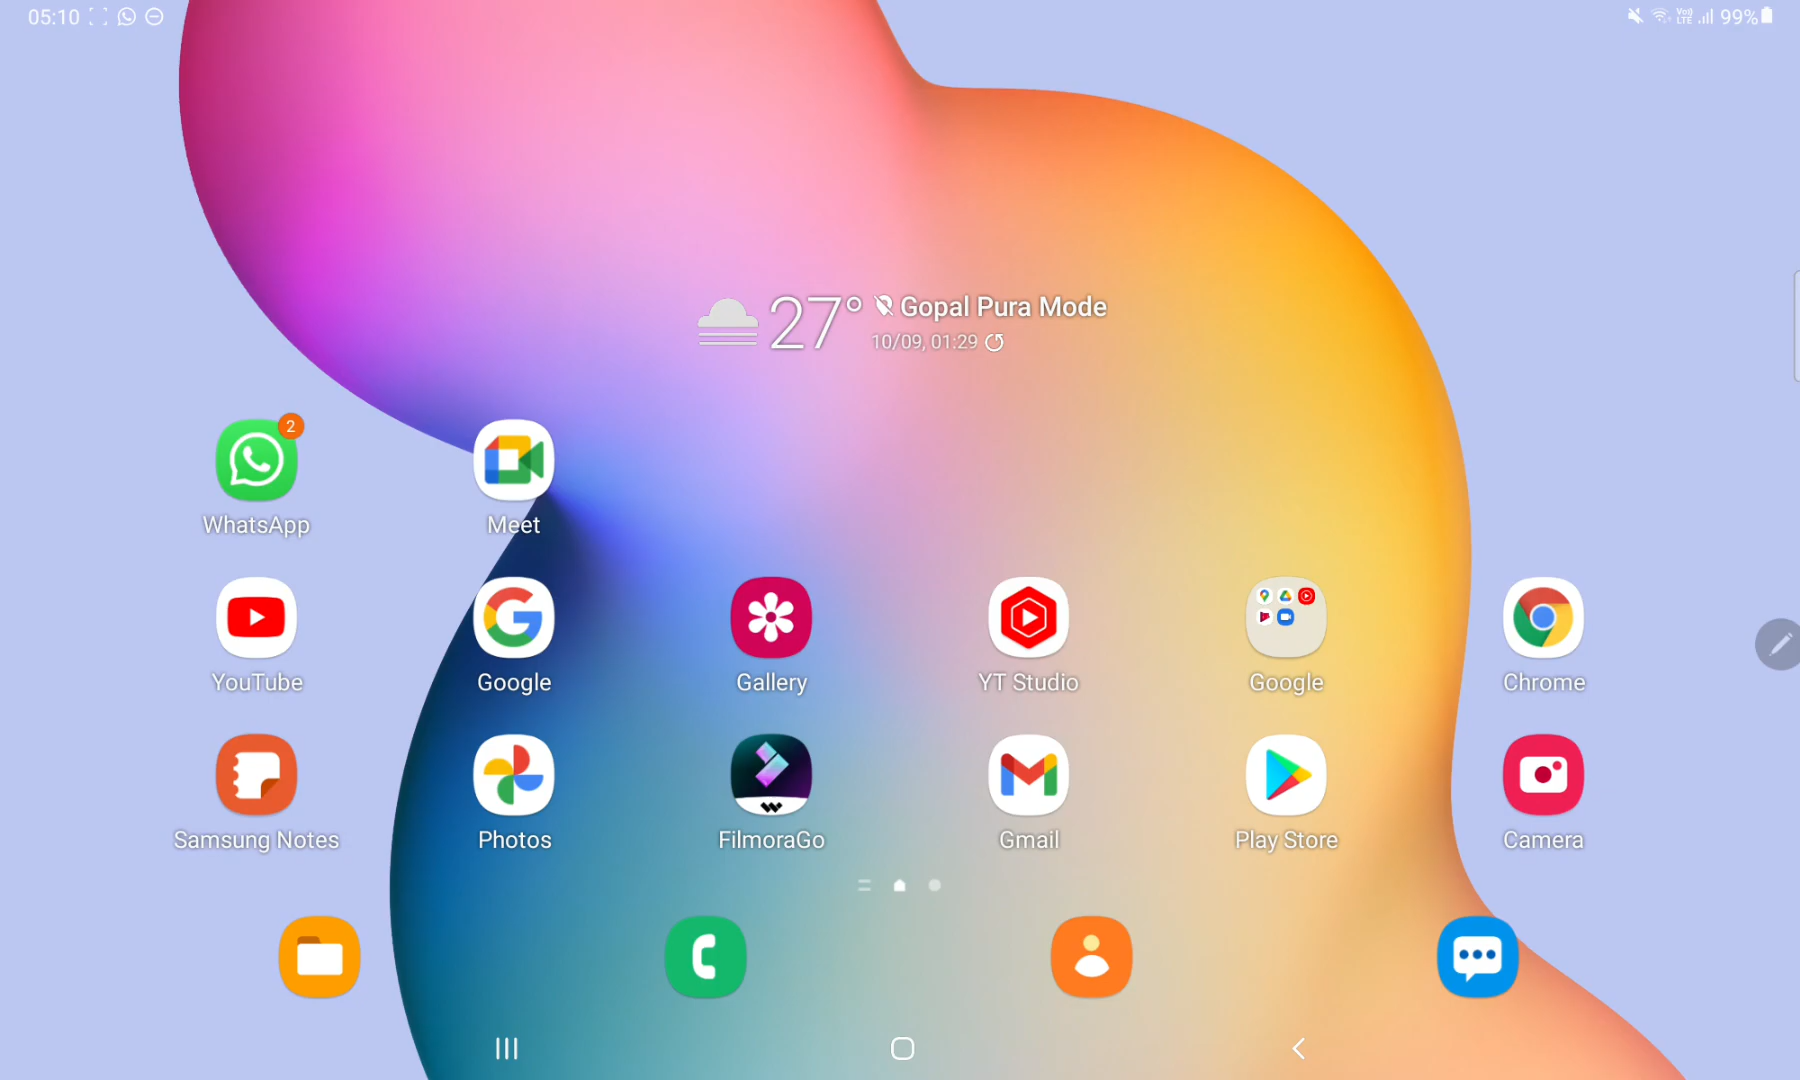 05:10
99%
27°
Gopal Pura Mode
10/09, 01:29
2
WhatsApp
Meet
YouTube
Google
Gallery
YT Studio
Google
Chrome
Samsung Notes
Photos
FilmoraGo
Gmail
Play Store
Camera